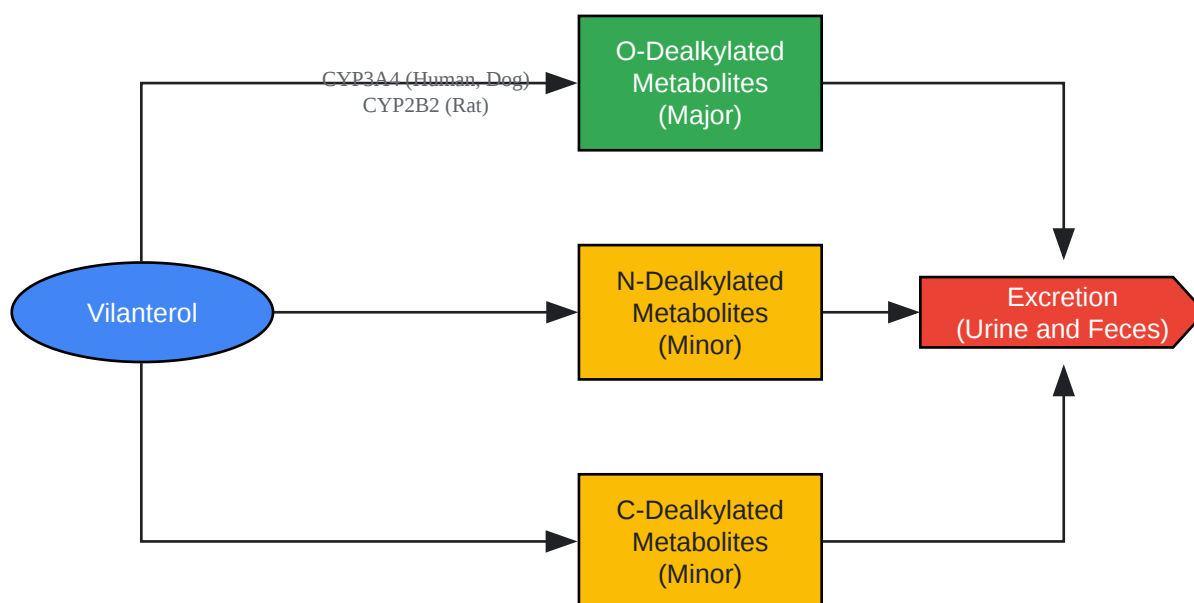 O-Dealkylated
Metabolites
(Major)
CYP3A4 (Human, Dog)
CYP2B2 (Rat)
Vilanterol
N-Dealkylated
Metabolites
(Minor)
Excretion
(Urine and Feces)
C-Dealkylated
Metabolites
(Minor)